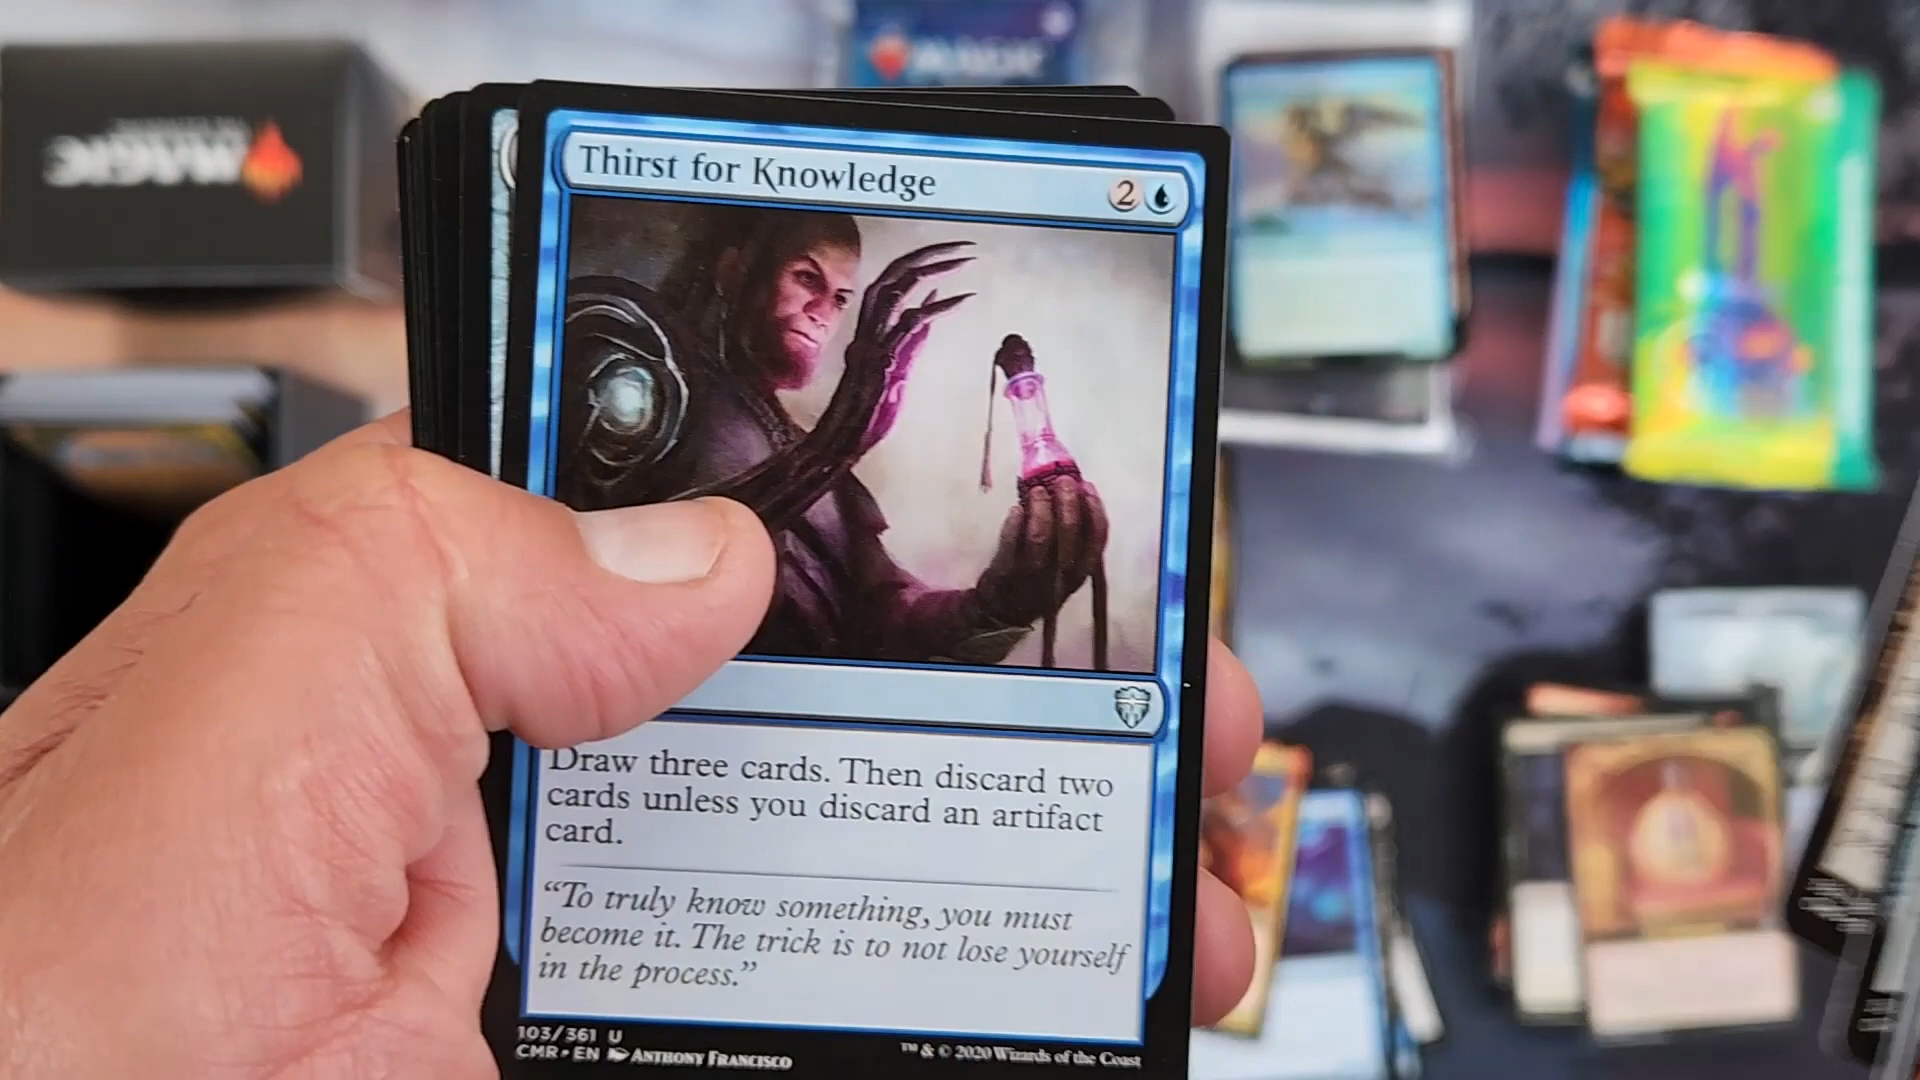 MAGIC
MAGIC
Thirst for Knowledge
2
Draw three cards. Then discard two
cards unless you discard an artifact
card.
“To truly know something, you must
become it. The trick is to not lose yourself
in the process.”
103/361 U
CMR • EN Anthony Francisco
™ & © 2020 Wizards of the Coast